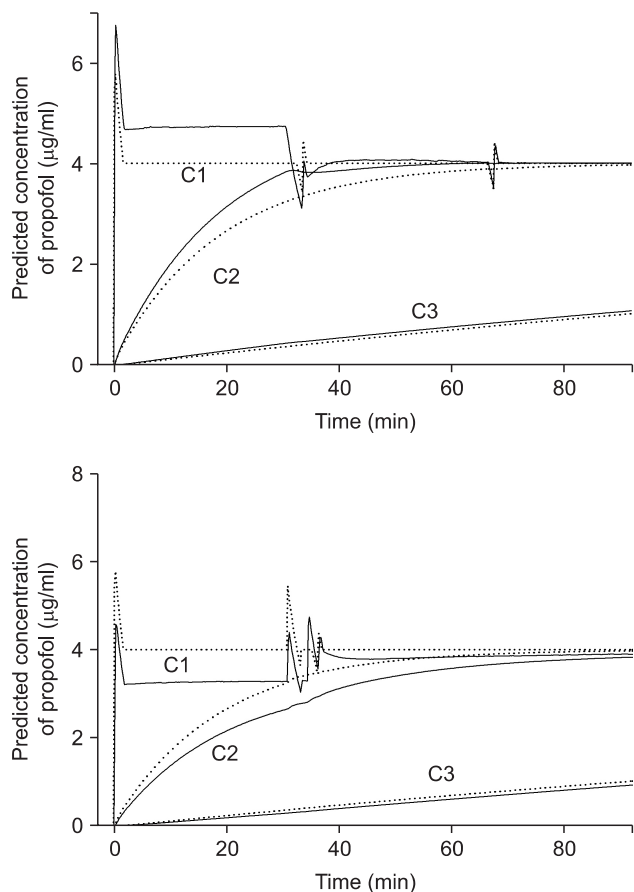 Predicted concentration
of propofol (μg/ml)
6
4
2
0
C1
C2
C3
0 20 40 60 80
Time (min)
Predicted concentration
of propofol (μg/ml)
8
6
4
2
0
C1
C2
C3
0 20 40 60 80
Time (min)